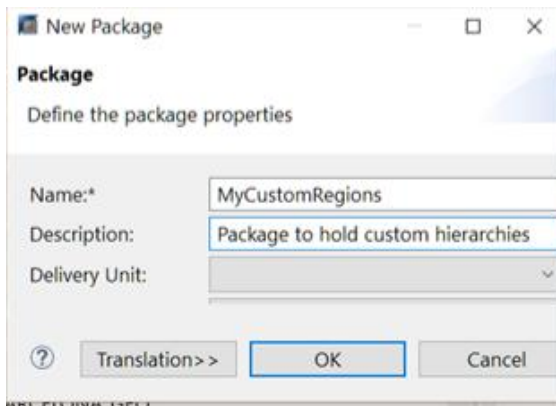 New Package
Package
Define the package properties
Name:* MyCustomRegions
Description: Package to hold custom hierarchies
Delivery Unit:
Translation>> OK Cancel